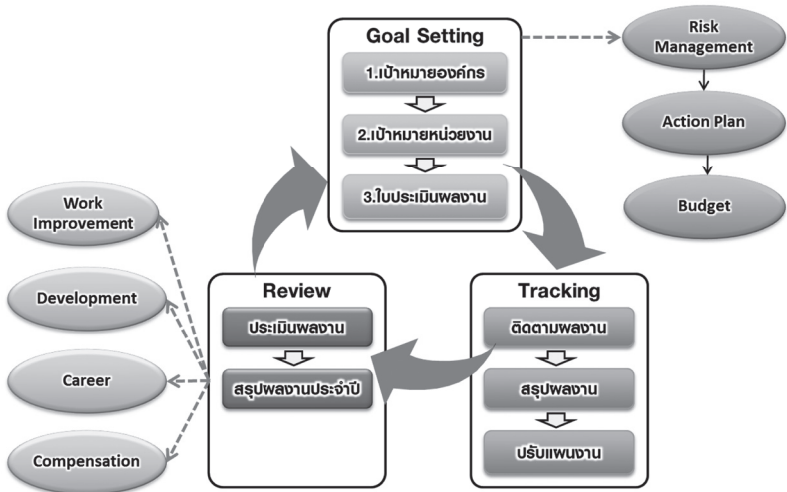 Goal Setting
1.เป้าหมายองค์กร
2.เป้าหมายหน่วยงาน
3.ใบประเมินผลงาน
Risk
Management
Action Plan
Budget
Work
Improvement
Development
Career
Compensation
Review
ประเมินผลงาน
สรุปผลงานประจำปี
Tracking
ติดตามผลงาน
สรุปผลงาน
ปรับแผนงาน